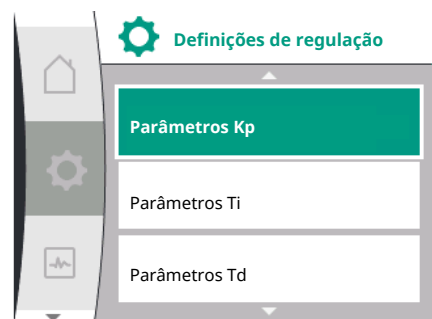 Definições de regulação
Parâmetros Kp
Parâmetros Ti
Parâmetros Td